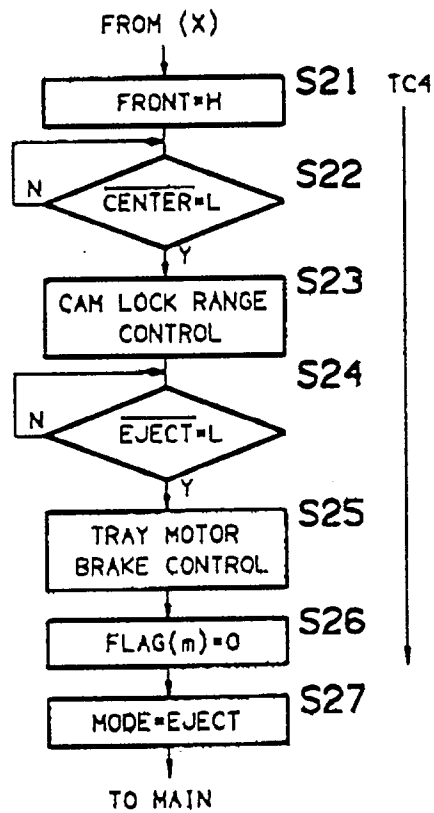 FROM (X)
S21
TC4
FRONT=H
S22
N
CENTER=L
Y
S23
CAM LOCK RANGE
CONTROL
S24
N
EJECT=L
Y
S25
TRAY MOTOR
BRAKE CONTROL
S26
FLAG(m)=0
S27
MODE=EJECT
TO MAIN